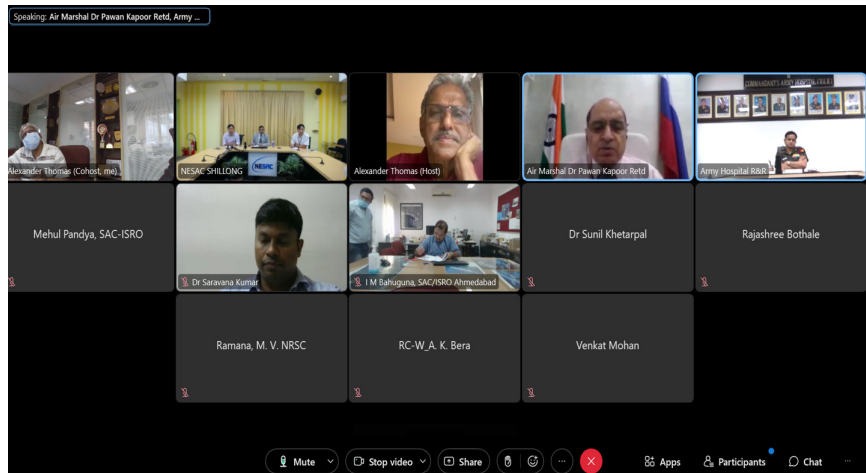 Speaking: Air Marshal Dr Pawan Kapoor Retd, Army ...
COMMANDANT'S ARMY HOSPITAL (R&R)
NESAC
Alexander Thomas (Cohost, me)
NESAC SHILLONG
Alexander Thomas (Host)
Air Marshal Dr Pawan Kapoor Retd
Army Hospital R&R
Mehul Pandya, SAC-ISRO
Dr Saravana Kumar
I M Bahuguna, SAC/ISRO Ahmedabad
Dr Sunil Khetarpal
Rajashree Bothale
Ramana, M. V. NRSC
RC-W_A. K. Bera
Venkat Mohan
Mute
Stop video
Share
...
Apps
Participants
Chat
...